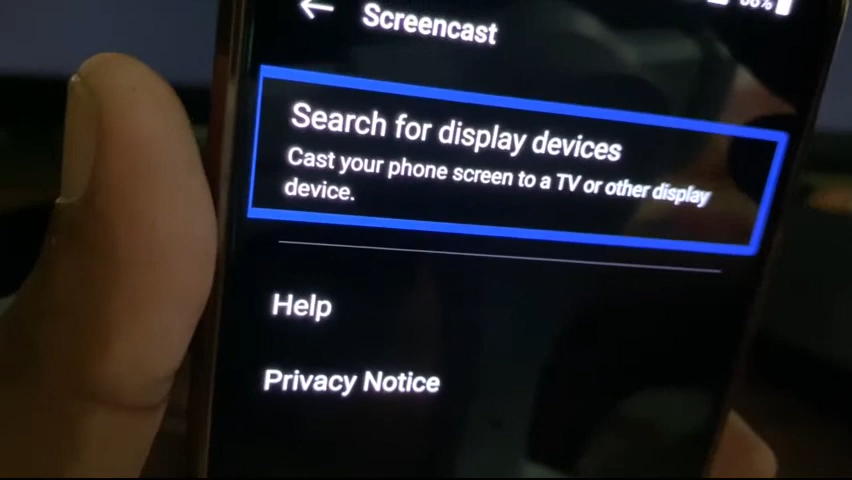 Screencast
Search for display devices
Cast your phone screen to a TV or other display
device.
Help
Privacy Notice